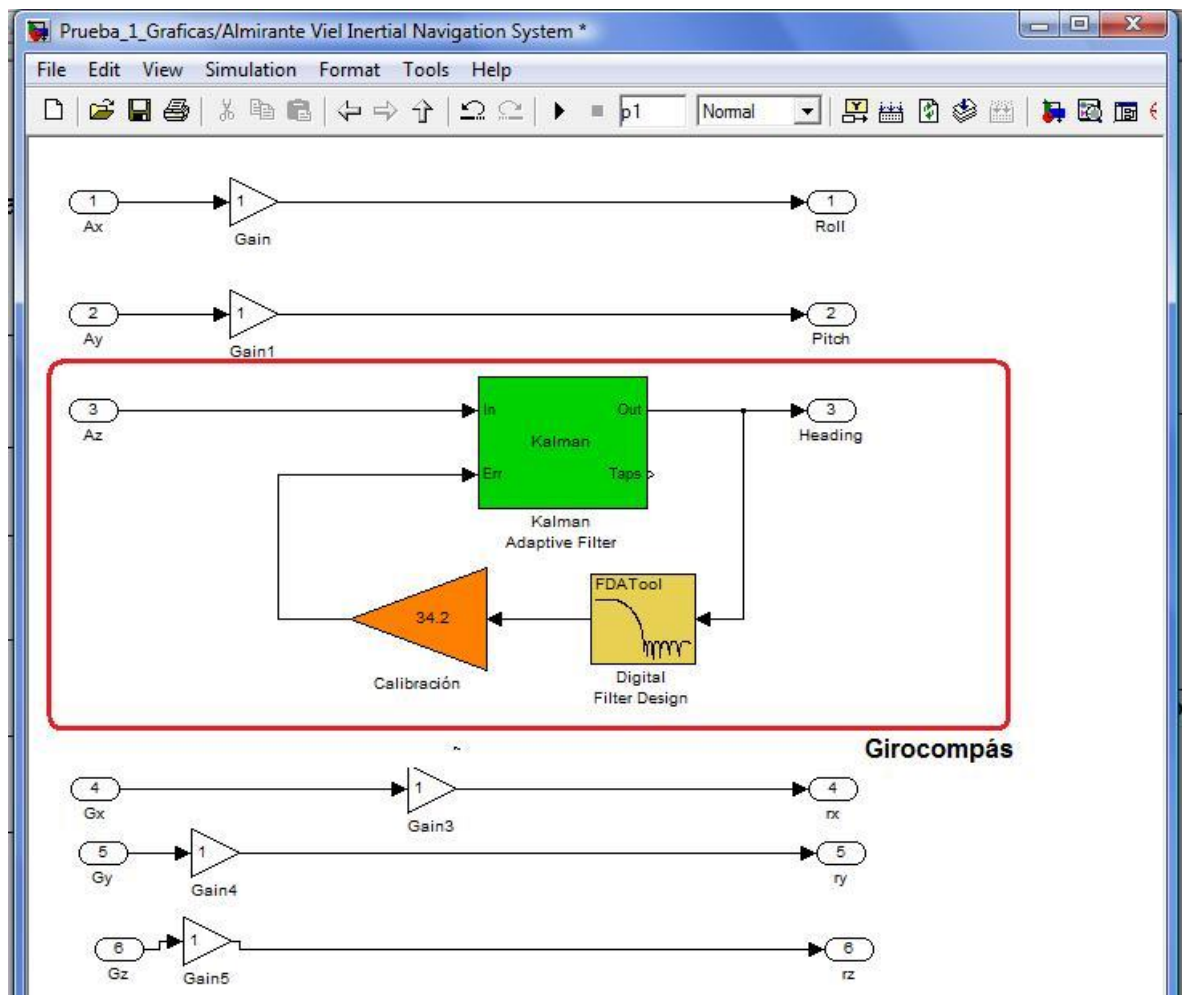 Prueba_1_Graficas/Almirante Viel Inertial Navigation System *
File Edit View Simulation Format Tools Help
p1 Normal
1 1 1
Ax Gain Roll
2 1 2
Ay Gain1 Pitch
3 In Out 3
Az Kalman Heading
Err Taps
Kalman
Adaptive Filter
FDATool
34.2
Calibración
Digital
Filter Design
Girocompás
4 1 4
Gx Gain3 rx
5 1 5
Gy Gain4 ry
6 1 6
Gz Gain5 rz